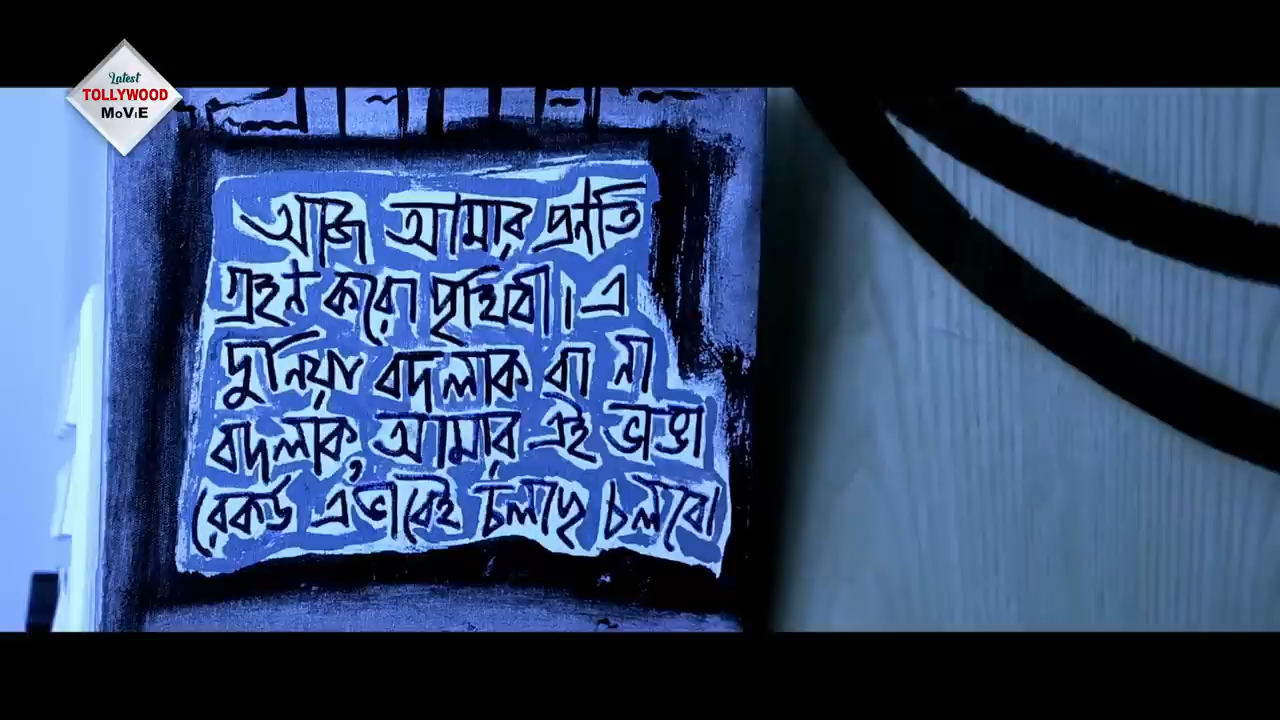 Latest
TOLLYWOOD
MoViE
আজ আমার প্রনতি
গ্রহন করো পৃথিবী। এ
দুনিয়া বদলাক বা না
বদলাক, আমার এই ভাঙা
রেকর্ড এভাবেই চলছে চলবো